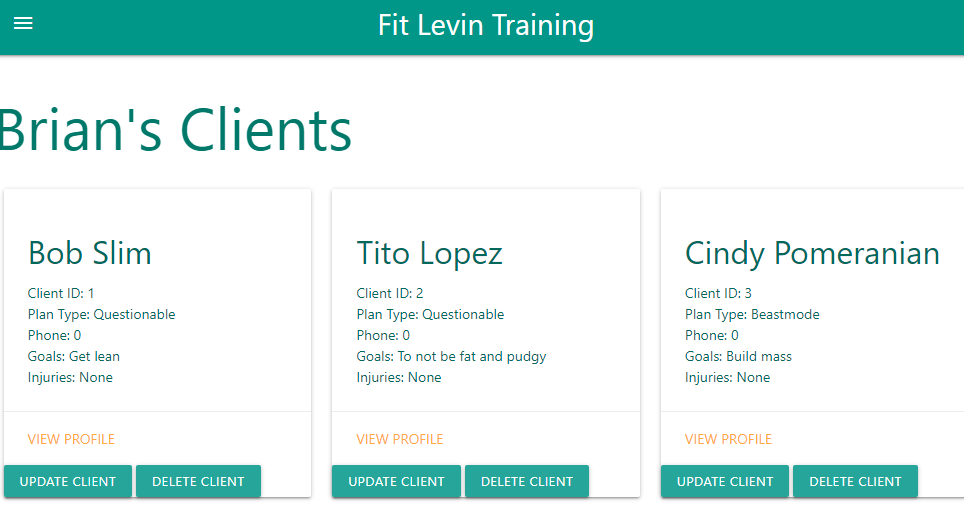 Fit Levin Training
Brian's Clients
Bob Slim
Client ID: 1
Plan Type: Questionable
Phone: 0
Goals: Get lean
Injuries: None
VIEW PROFILE
UPDATE CLIENT DELETE CLIENT
Tito Lopez
Client ID: 2
Plan Type: Questionable
Phone: 0
Goals: To not be fat and pudgy
Injuries: None
VIEW PROFILE
UPDATE CLIENT DELETE CLIENT
Cindy Pomeranian
Client ID: 3
Plan Type: Beastmode
Phone: 0
Goals: Build mass
Injuries: None
VIEW PROFILE
UPDATE CLIENT DELETE CLIENT